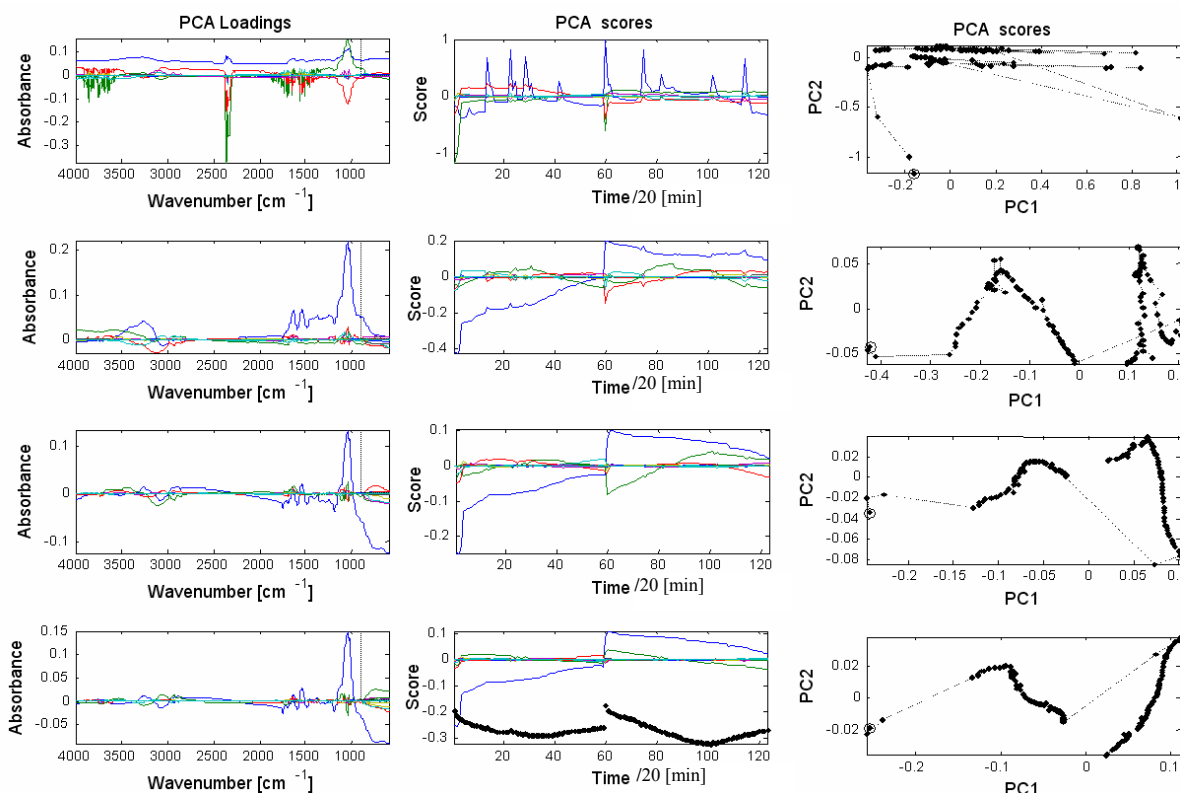 PCA Loadings PCA scores PCA scores
0.1
0
-0.1
-0.2
-0.3
Absorbance
4000 3500 3000 2500 2000 1500 1000
Wavenumber [cm -1]
1
0
-1
Score
20 40 60 80 100 120
Time /20 [min]
0
-0.5
-1
PC2
-0.2 0 0.2 0.4 0.6 0.8 1
PC1
0.2
0.1
0
Absorbance
4000 3500 3000 2500 2000 1500 1000
Wavenumber [cm -1]
0.2
0
-0.2
-0.4
Score
20 40 60 80 100 120
Time /20 [min]
0.05
0
-0.05
PC2
-0.4 -0.3 -0.2 -0.1 0 0.1 0.2
PC1
0.1
0
-0.1
Absorbance
4000 3500 3000 2500 2000 1500 1000
Wavenumber [cm -1]
0.1
0
-0.1
-0.2
Score
20 40 60 80 100 120
Time /20 [min]
0.02
0
-0.02
-0.04
-0.06
-0.08
PC2
-0.2 -0.15 -0.1 -0.05 0 0.05 0.1
PC1
0.15
0.1
0.05
0
-0.05
Absorbance
4000 3500 3000 2500 2000 1500 1000
Wavenumber [cm -1]
0.1
0
-0.1
-0.2
-0.3
Score
20 40 60 80 100 120
Time /20 [min]
0.02
0
-0.02
PC2
-0.2 -0.1 0 0.1
PC1